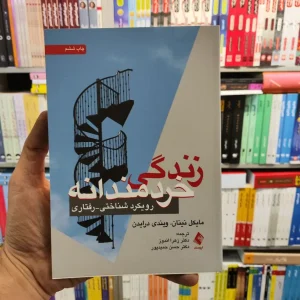 چاپ ششم
زندگی
خردمندانه
رویکرد شناختی-رفتاری
مایکل نینان، ویندی درایدن
ترجمه:
دکتر زهرا اندوز
دکتر حسن حمیدپور